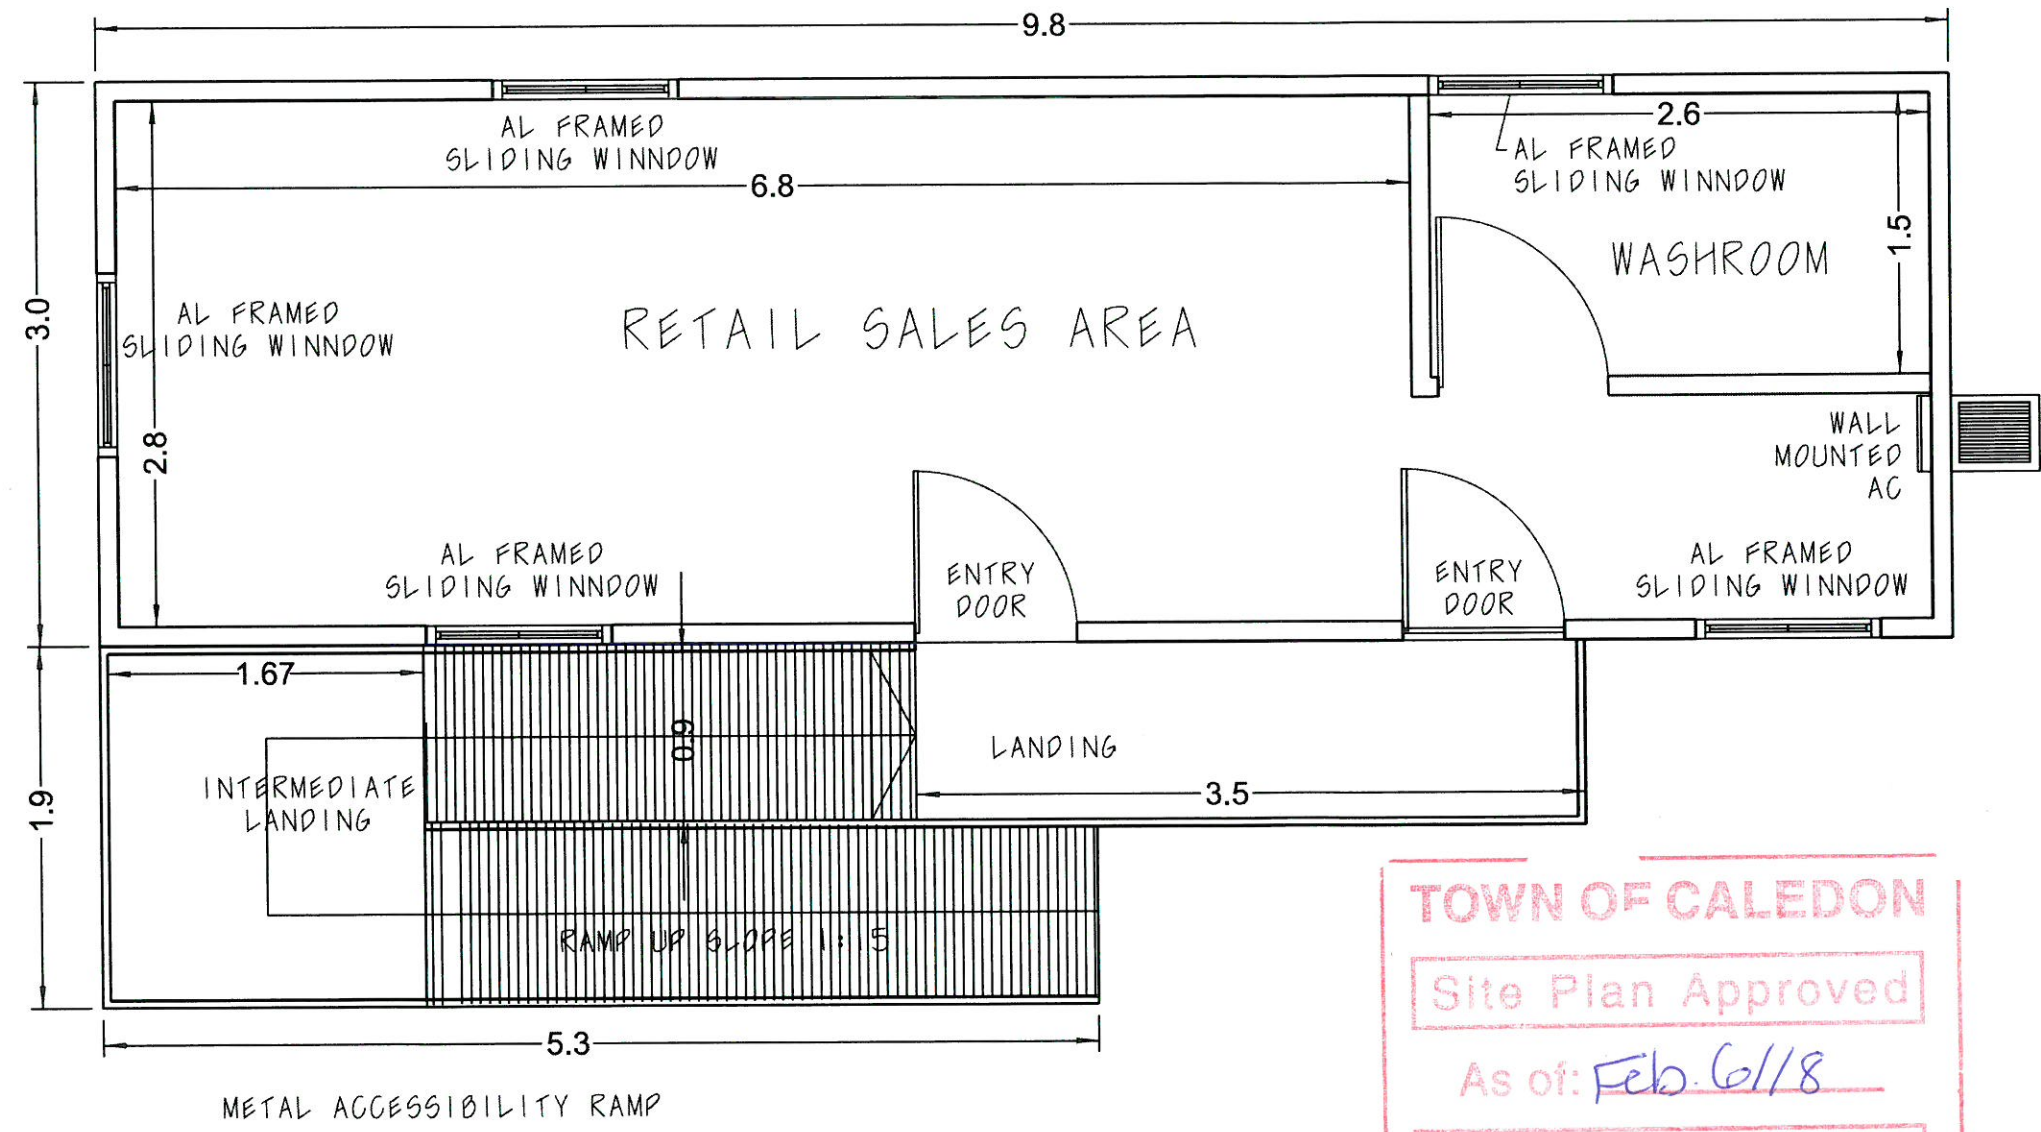 9.8
AL FRAMED
SLIDING WINNDOW
2.6
AL FRAMED
SLIDING WINNDOW
6.8
1.5
WASHROOM
3.0
AL FRAMED
SLIDING WINNDOW
RETAIL SALES AREA
2.8
WALL
MOUNTED
AC
AL FRAMED
SLIDING WINNDOW
ENTRY
DOOR
ENTRY
DOOR
AL FRAMED
SLIDING WINNDOW
1.67
0.9
LANDING
INTERMEDIATE
LANDING
3.5
1.9
RAMP UP SLOPE 1:15
5.3
METAL ACCESSIBILITY RAMP
TOWN OF CALEDON
Site Plan Approved
As of: Feb. 6/18